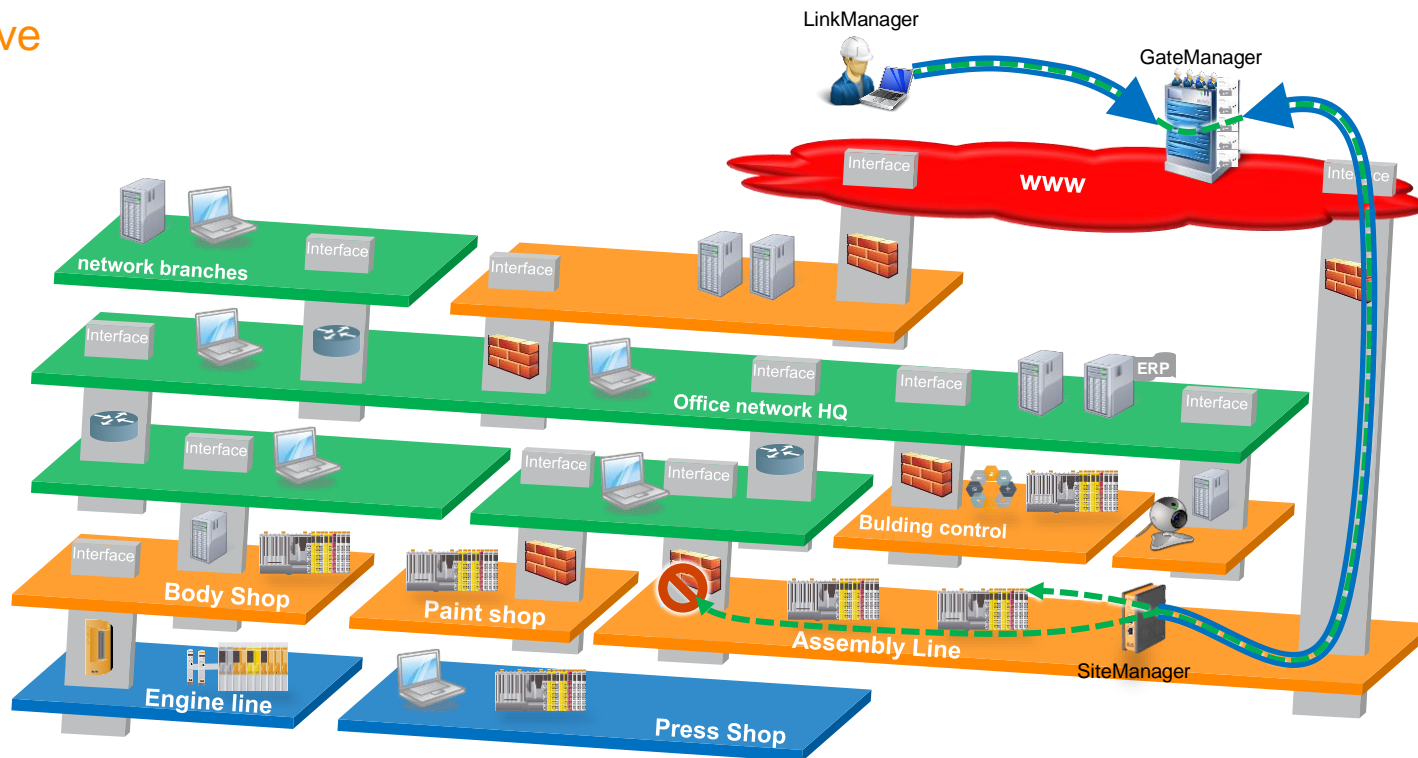 ve
LinkManager
GateManager
Interface
www
Interface
Interface
network branches
Interface
Interface
Interface
Interface
ERP
Interface
Office network HQ
Interface
Interface
Interface
Bulding control
Interface
Body Shop
Paint shop
Assembly Line
SiteManager
Engine line
Press Shop